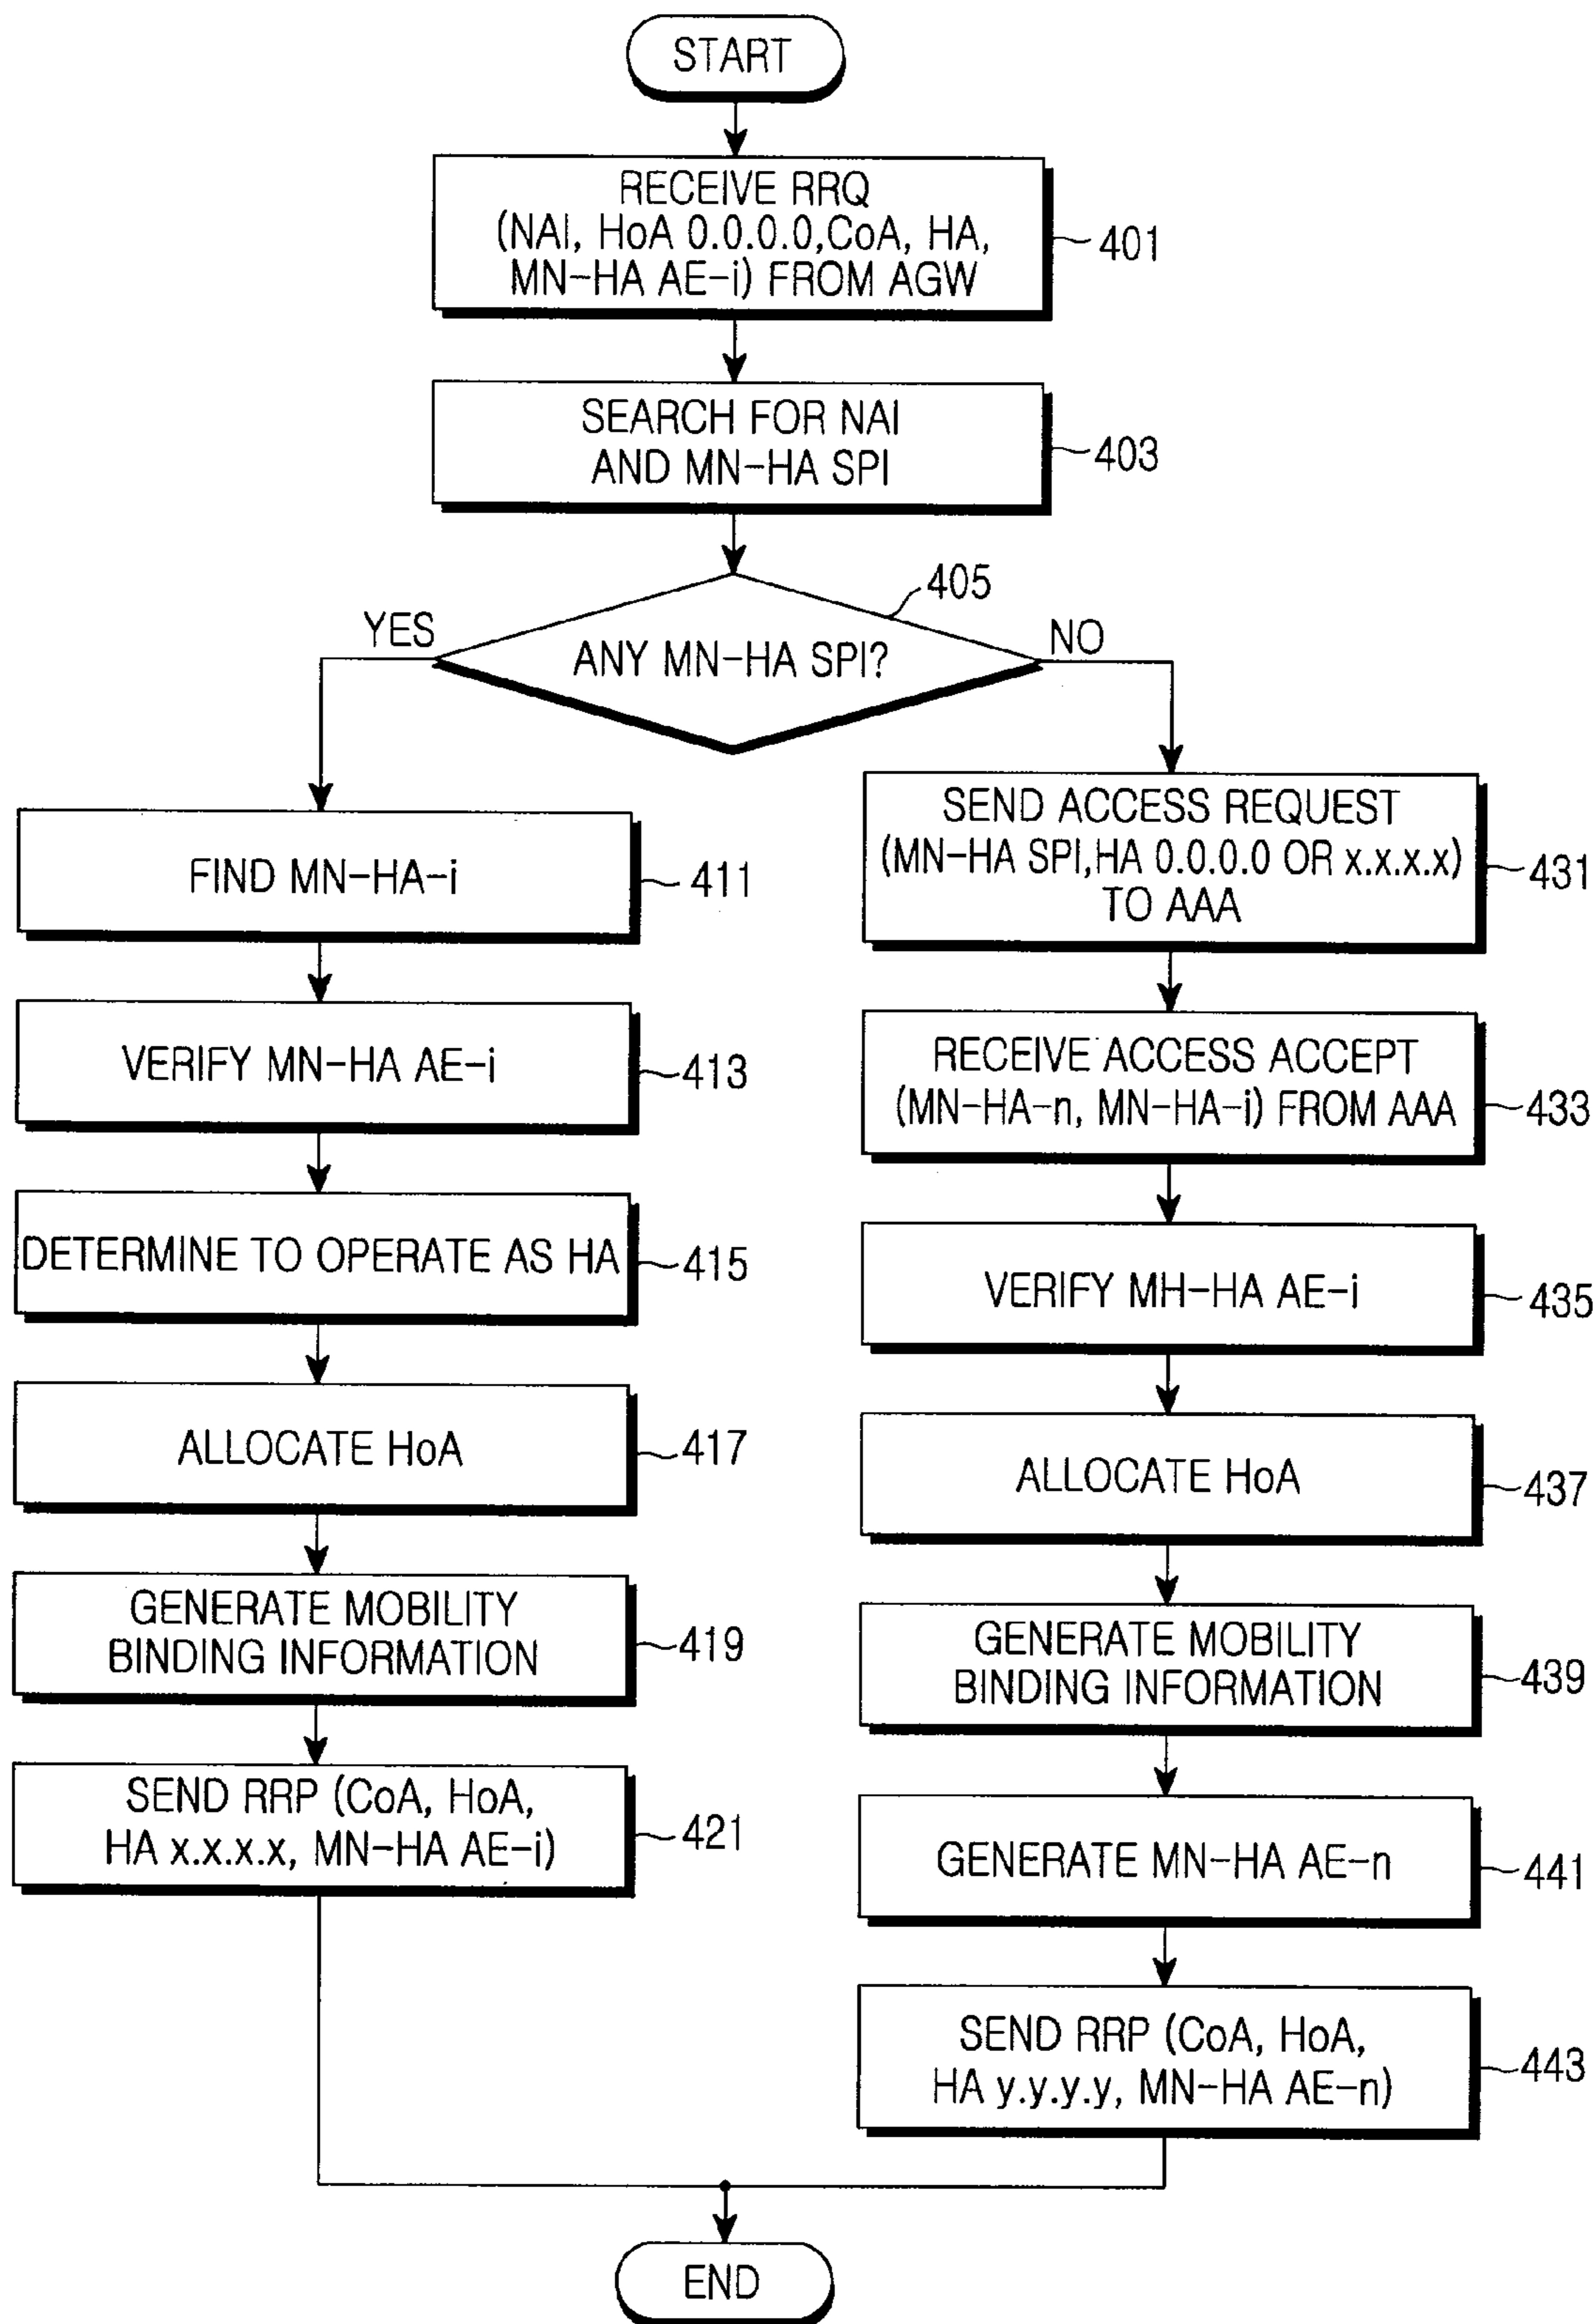 START
RECEIVE RRQ
(NAI, HoA 0.0.0.0,CoA, HA,
MN-HA AE-i) FROM AGW
401
SEARCH FOR NAI
AND MN-HA SPI
403
405
ANY MN-HA SPI?
YES
NO
FIND MN-HA-i
411
VERIFY MN-HA AE-i
413
DETERMINE TO OPERATE AS HA
415
ALLOCATE HoA
417
GENERATE MOBILITY
BINDING INFORMATION
419
SEND RRP (CoA, HoA,
HA x.x.x.x, MN-HA AE-i)
421
SEND ACCESS REQUEST
(MN-HA SPI,HA 0.0.0.0 OR x.x.x.x)
TO AAA
431
RECEIVE ACCESS ACCEPT
(MN-HA-n, MN-HA-i) FROM AAA
433
VERIFY MH-HA AE-i
435
ALLOCATE HoA
437
GENERATE MOBILITY
BINDING INFORMATION
439
GENERATE MN-HA AE-n
441
SEND RRP (CoA, HoA,
HA y.y.y.y, MN-HA AE-n)
443
END